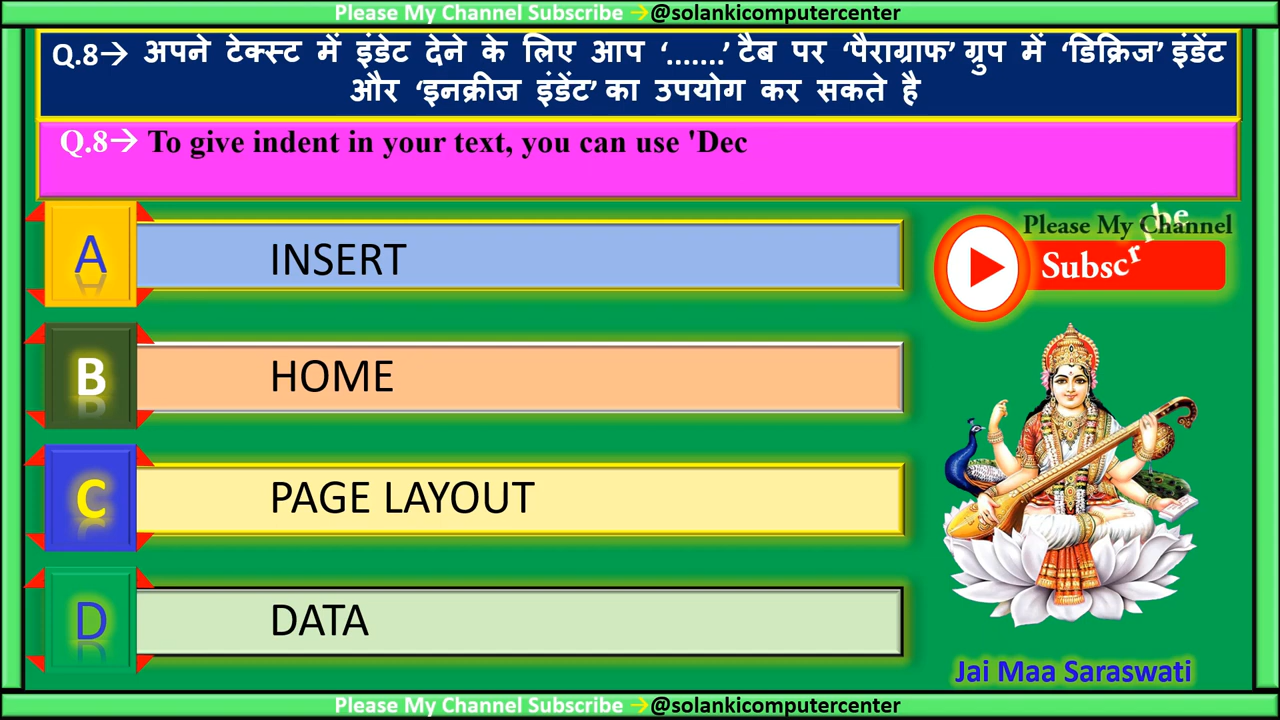 Please My Channel Subscribe →@solankicomputercenter
Q.8→ अपने टेक्स्ट में इंडेट देने के लिए आप ‘.......’ टैब पर ‘पैराग्राफ’ ग्रुप में ‘डिक्रिज’ इंडेंट
और ‘इनक्रीज इंडेंट’ का उपयोग कर सकते है
Q.8→ To give indent in your text, you can use 'Dec
A INSERT
Please My Channel
Subscribe
B HOME
C PAGE LAYOUT
D DATA
Jai Maa Saraswati
Please My Channel Subscribe →@solankicomputercenter